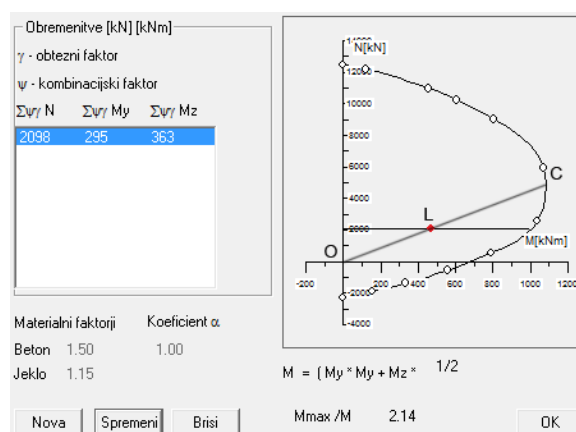 Obremenitve [kN] [kNm]
γ - obtezni faktor
ψ - kombinacijski faktor
Σψγ N Σψγ My Σψγ Mz
2098 295 363
Materialni faktorji Koeficient α
Beton 1.50 1.00
Jeklo 1.15
Nova Spremeni Brisi
14000
N[kN]
12000
10000
8000
6000
4000
2000
-2000
-4000
C
L
O
M[kNm]
-200 200 400 600 800 1000 1200
M = ( My * My + Mz * 1/2
Mmax /M 2.14
OK